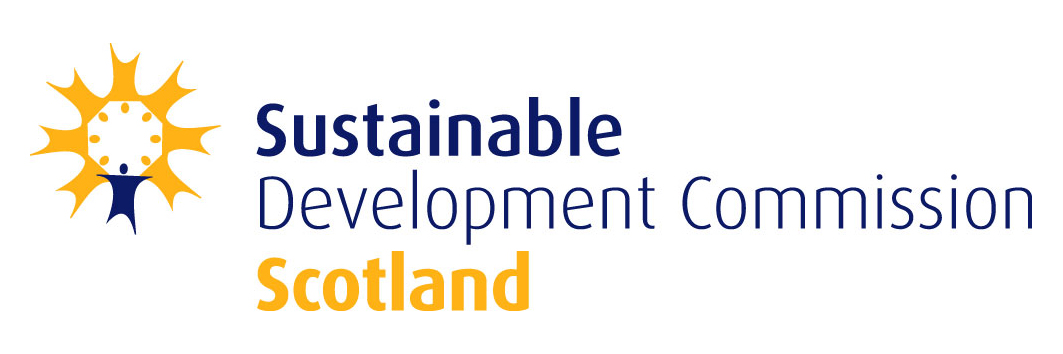 Sustainable
Development Commission
Scotland